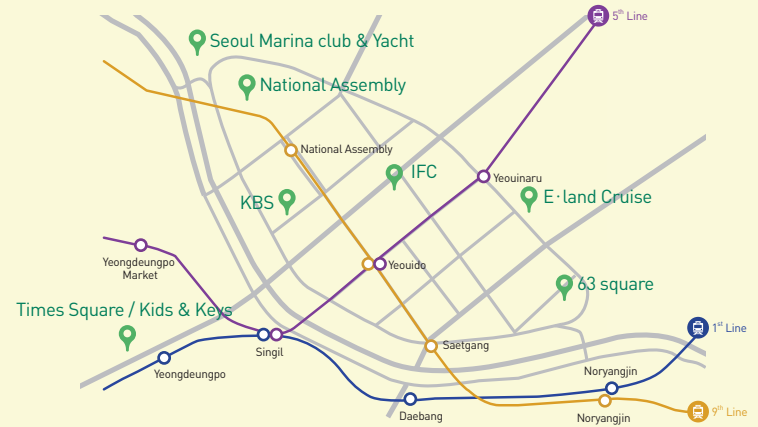 5th Line
Seoul Marina club & Yacht
National Assembly
National Assembly
IFC
Yeouinaru
KBS
E·land Cruise
Yeongdeungpo
Market
Yeouido
63 square
Times Square / Kids & Keys
1st Line
Singil
Saetgang
Yeongdeungpo
Noryangjin
Daebang
Noryangjin
9th Line